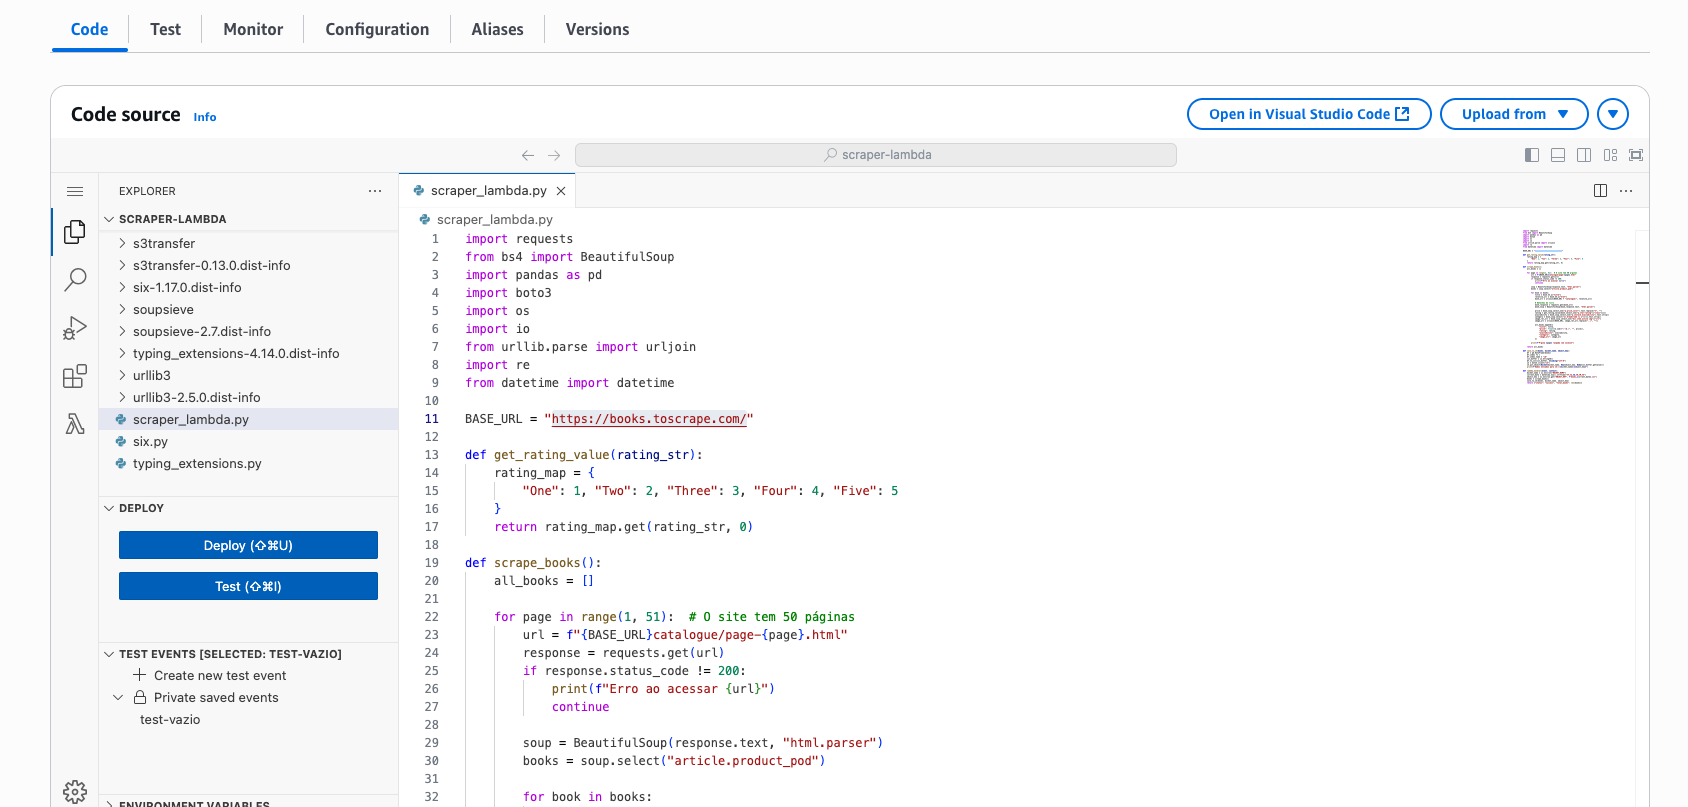 Code Test Monitor Configuration Aliases Versions
Code source Info
Open in Visual Studio Code Upload from
scraper-lambda
EXPLORER
SCRAPER-LAMBDA
s3transfer
s3transfer-0.13.0.dist-info
six-1.17.0.dist-info
soupsieve
soupsieve-2.7.dist-info
typing_extensions-4.14.0.dist-info
urllib3
urllib3-2.5.0.dist-info
scraper_lambda.py
six.py
typing_extensions.py
DEPLOY
Deploy (⇧⌘U)
Test (⇧⌘I)
TEST EVENTS [SELECTED: TEST-VAZIO]
Create new test event
Private saved events
test-vazio
ENVIRONMENT VARIABLES
scraper_lambda.py
scraper_lambda.py
1 import requests
2 from bs4 import BeautifulSoup
3 import pandas as pd
4 import boto3
5 import os
6 import io
7 from urllib.parse import urljoin
8 import re
9 from datetime import datetime
10
11 BASE_URL = "https://books.toscrape.com/"
12
13 def get_rating_value(rating_str):
14 rating_map = {
15 "One": 1, "Two": 2, "Three": 3, "Four": 4, "Five": 5
16 }
17 return rating_map.get(rating_str, 0)
18
19 def scrape_books():
20 all_books = []
21
22 for page in range(1, 51): # O site tem 50 páginas
23 url = f"{BASE_URL}catalogue/page-{page}.html"
24 response = requests.get(url)
25 if response.status_code != 200:
26 print(f"Erro ao acessar {url}")
27 continue
28
29 soup = BeautifulSoup(response.text, "html.parser")
30 books = soup.select("article.product_pod")
31
32 for book in books: